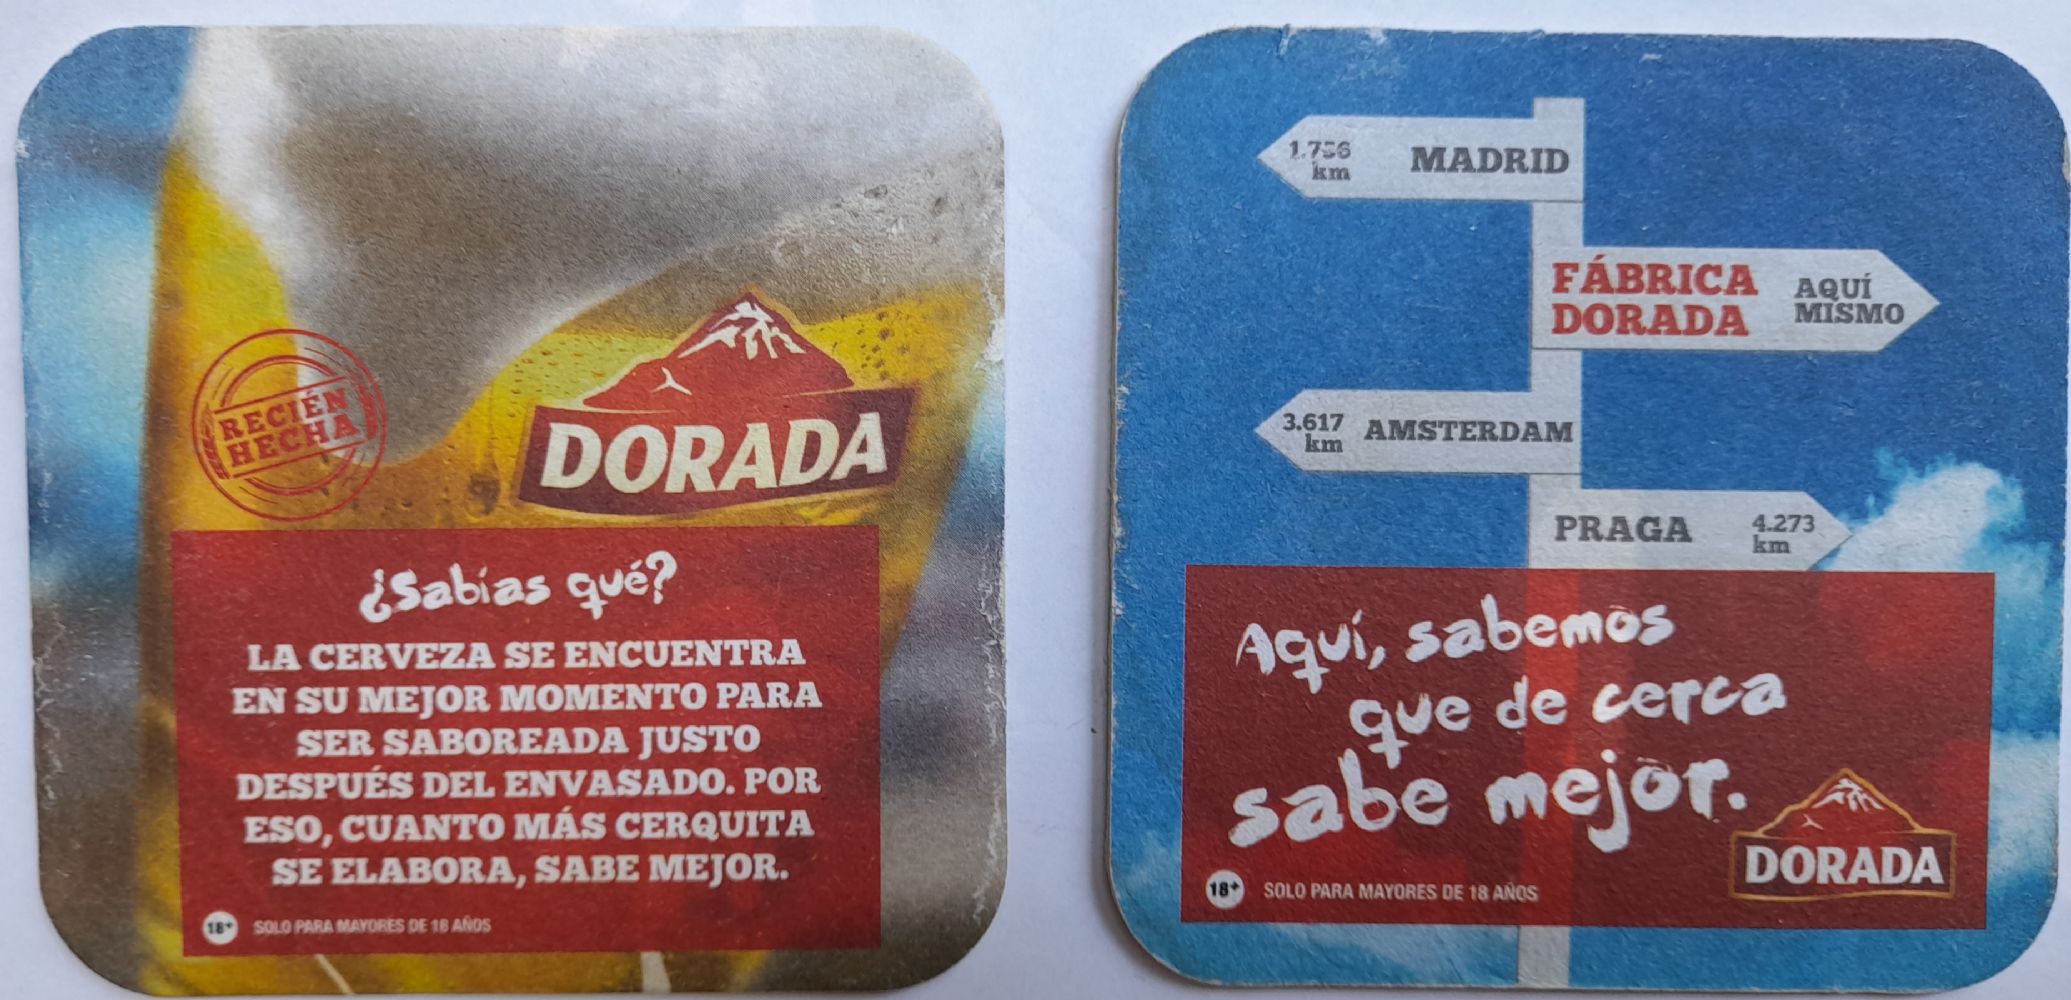 RECIÉN
HECHA
DORADA
¿Sabías qué?
LA CERVEZA SE ENCUENTRA
EN SU MEJOR MOMENTO PARA
SER SABOREADA JUSTO
DESPUÉS DEL ENVASADO. POR
ESO, CUANTO MÁS CERQUITA
SE ELABORA, SABE MEJOR.
18+ SOLO PARA MAYORES DE 18 AÑOS
1.756
km
MADRID
FÁBRICA
DORADA
AQUÍ
MISMO
3.617
km
AMSTERDAM
PRAGA
4.273
km
Aquí, sabemos
que de cerca
sabe mejor.
DORADA
18+ SOLO PARA MAYORES DE 18 AÑOS